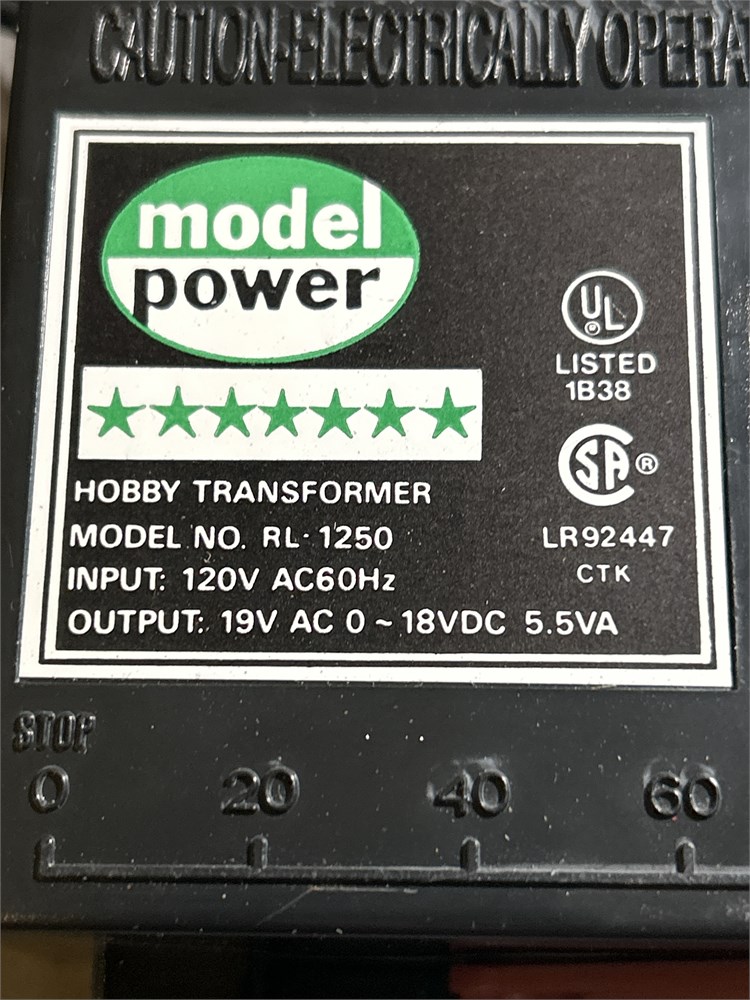 CAUTION-ELECTRICALLY
model
power
UL
®
LISTED
1B38
SA ®
HOBBY TRANSFORMER
MODEL NO. RL-1250
LR92447
INPUT: 120V AC60Hz
CTK
OUTPUT: 19V AC 0~18VDC 5.5VA
STOP
0 20 40 60